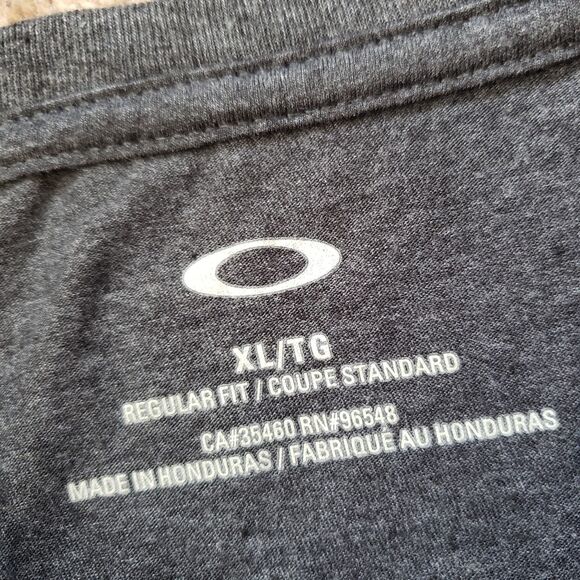 XL/TG
REGULAR FIT / COUPE STANDARD
CA#35460 RN#96548
MADE IN HONDURAS / FABRIQUÉ AU HONDURAS